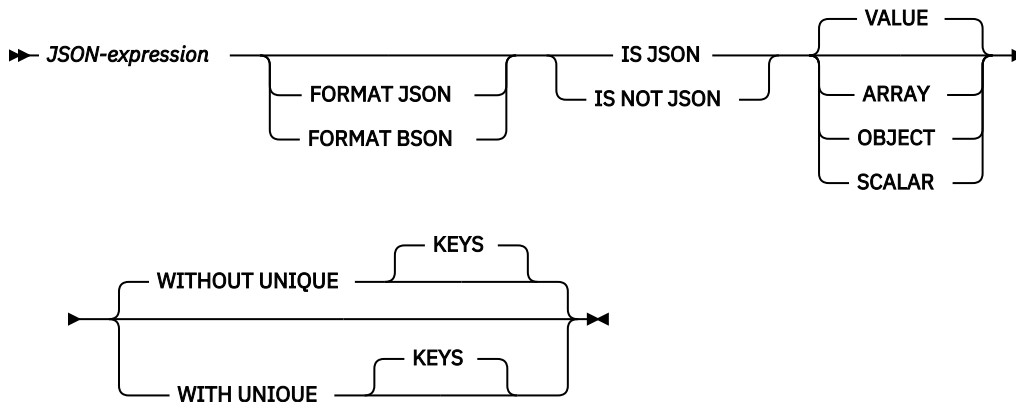 VALUE
JSON-expression IS JSON
FORMAT JSON IS NOT JSON ARRAY
FORMAT BSON OBJECT
SCALAR
KEYS
WITHOUT UNIQUE
KEYS
WITH UNIQUE